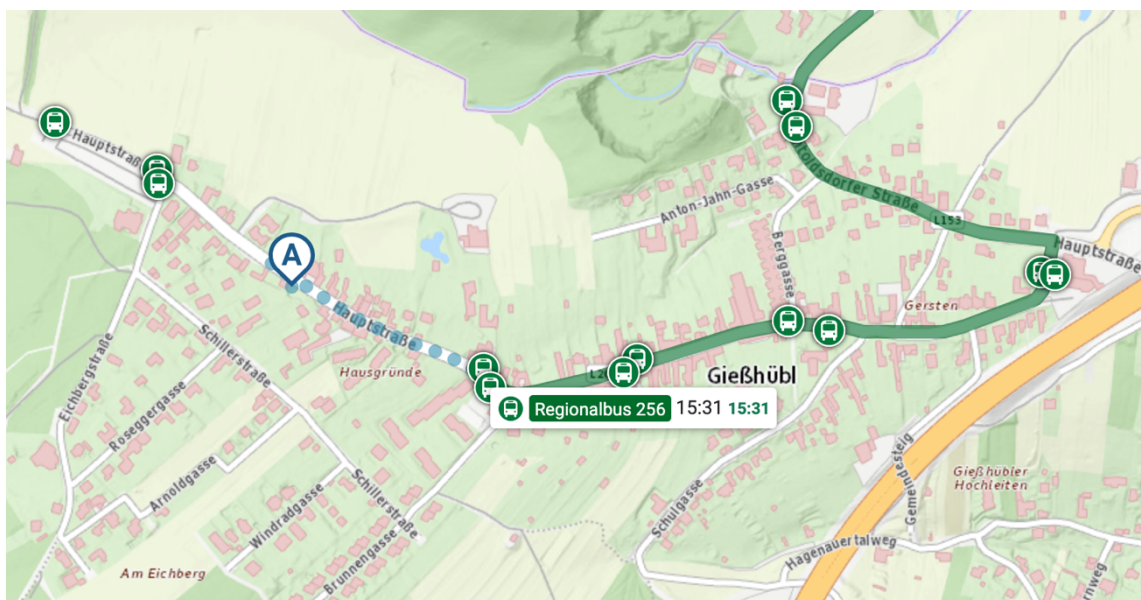 Hauptstraße
A
Anton-Jahn-Gasse
Straße
L153
Hauptstraße
Berggasse
Gersten
Hauptstraße
Schillerstraße
Hausgründe
Gießhübl
Regionalbus 256 15:31 15:31
Eichbergstraße
Roseggergasse
Arnoldgasse
Windradgasse
Schillerstraße
Brunnengasse
Am Eichberg
Schulgasse
Gießhübler
Hochleiten
Hagenauertalweg